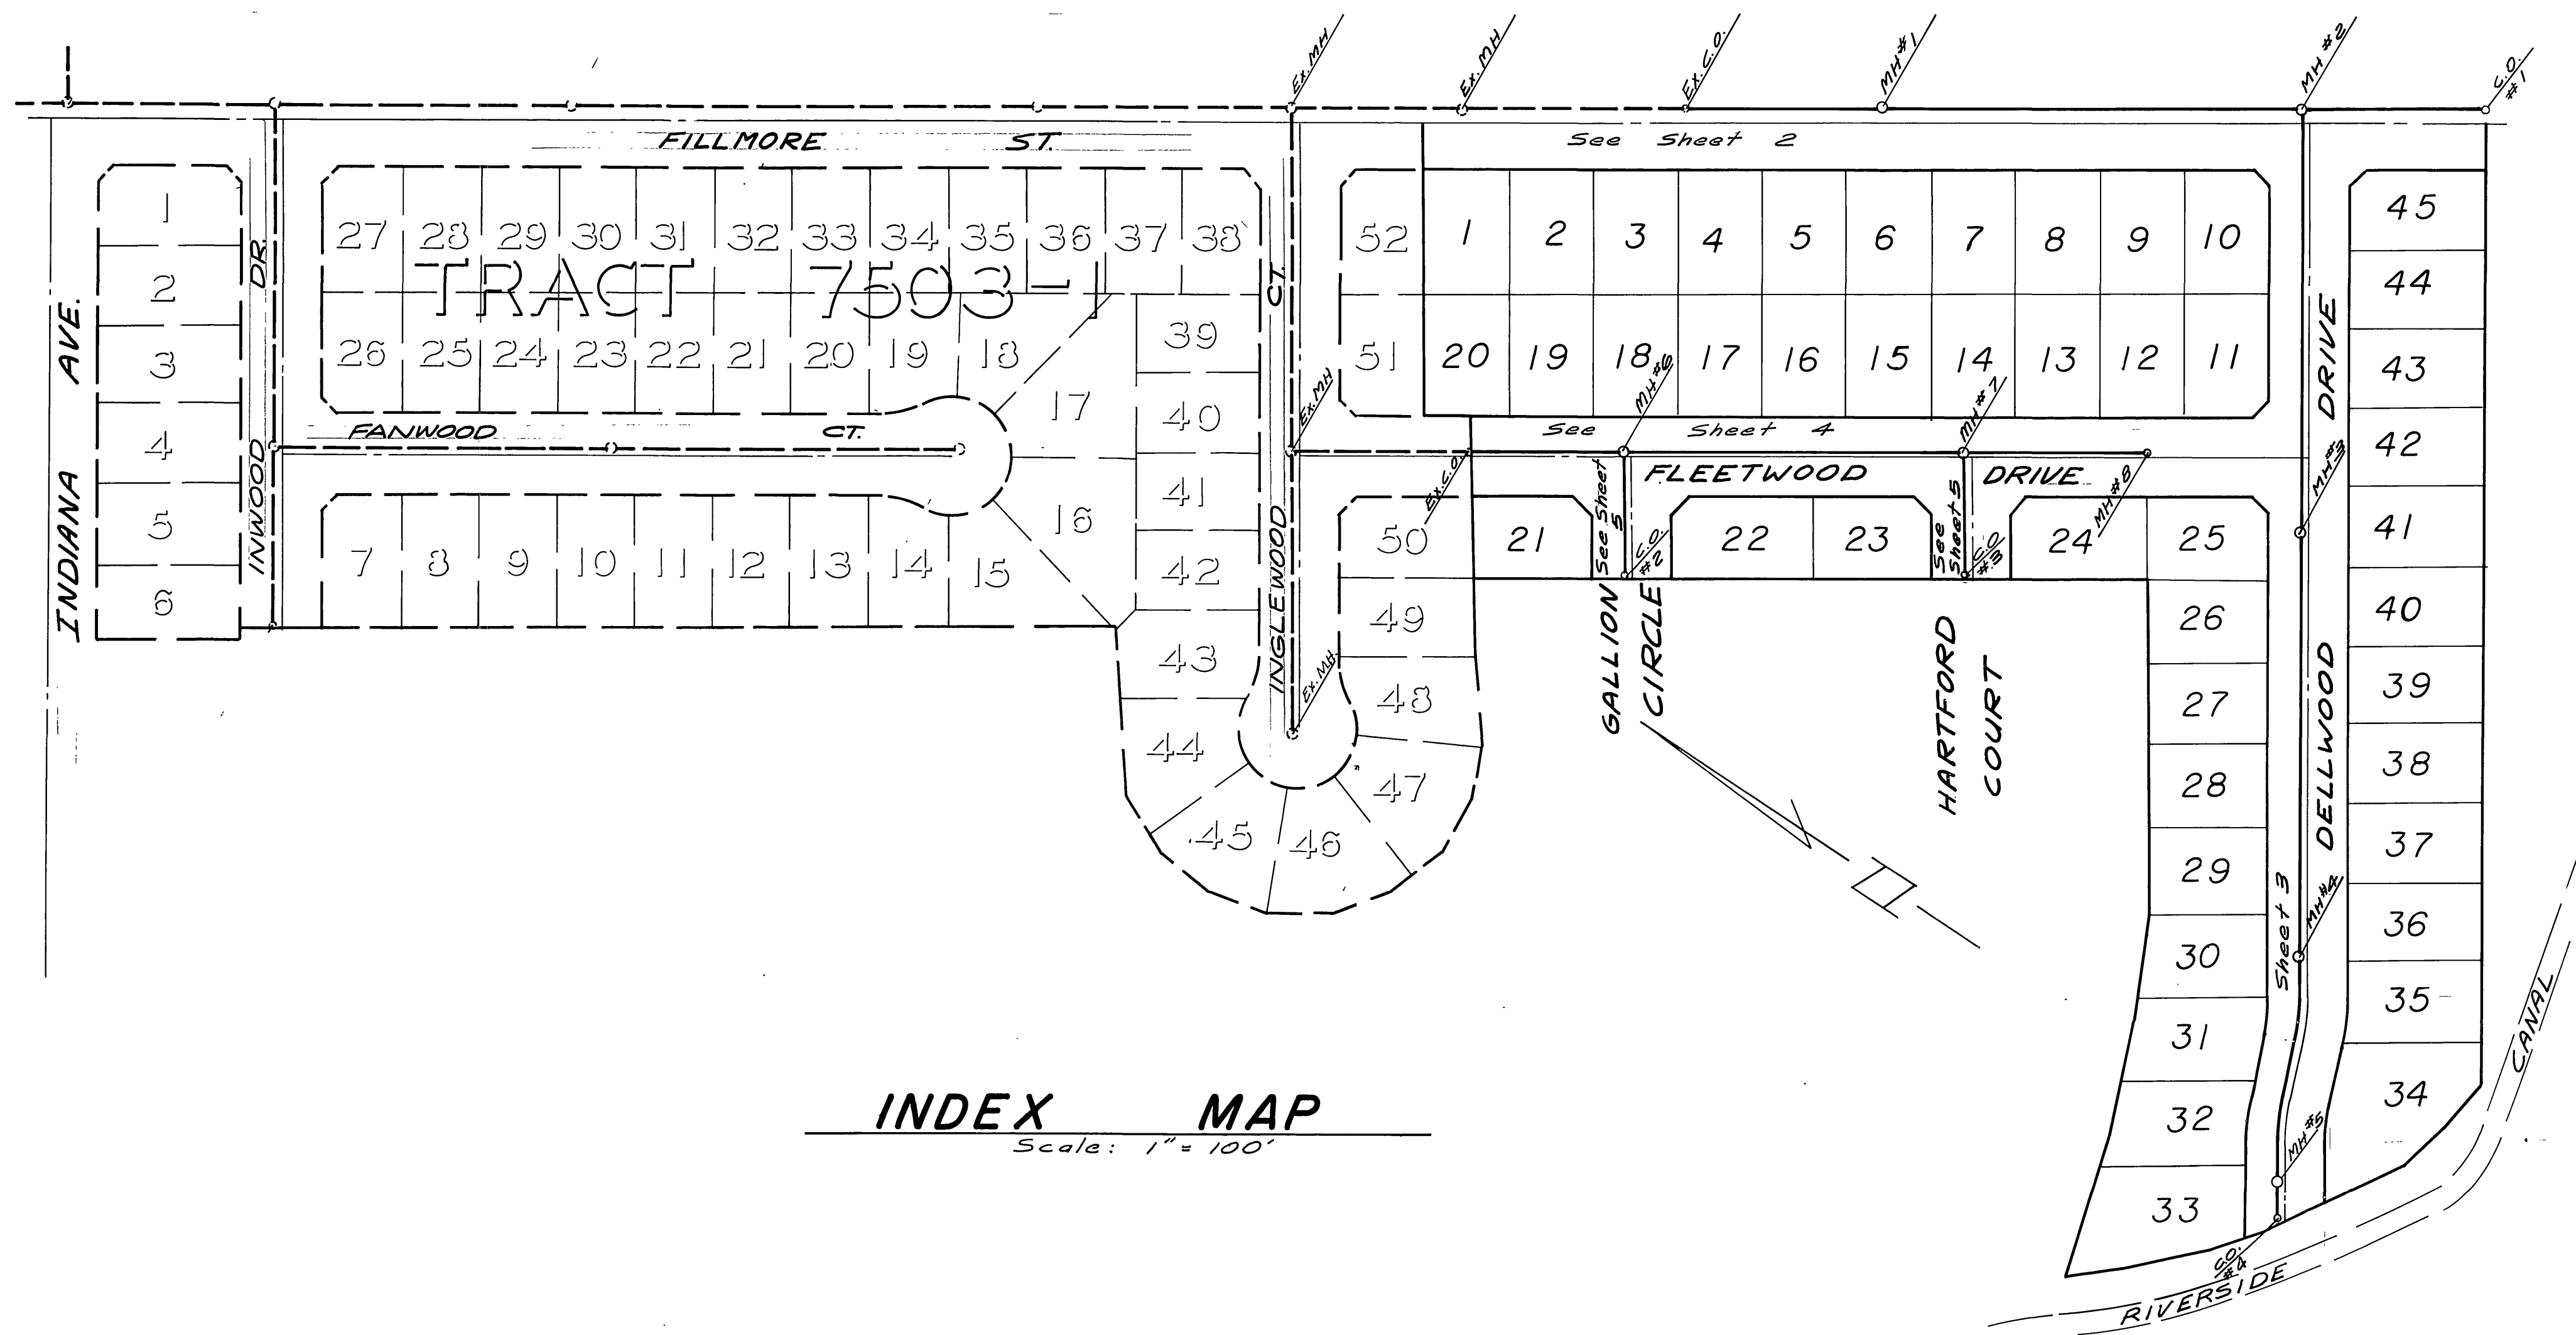 Ex. MH
Ex. MH
Ex. C.O.
MH #1
MH #2
C.O. #1
FILLMORE ST.
See Sheet 2
1
2
3
4
5
6
INDIANA AVE.
INWOOD DR.
27 28 29 30 31 32 33 34 35 36 37 38
TRACT 7503-1
26 25 24 23 22 21 20 19 18
17
16
FANWOOD CT.
7 8 9 10 11 12 13 14 15
39
40
41
42
43
44
45
46
47
48
49
50
51
52
INGLEWOOD CT.
Ex. MH
Ex. MH.
Ex. C.O.
1 2 3 4 5 6 7 8 9 10
20 19 18 17 16 15 14 13 12 11
MH #6
MH #7
See Sheet 4
FLEETWOOD DRIVE
MH #8
MH #3
21 22 23 24 25
See Sheet 5
C.O. #2
See Sheet 5
C.O. #3
GALLION CIRCLE
HARTFORD COURT
26
27
28
29
30
31
32
33
DELLWOOD DRIVE
Sheet 3
MH #4
MH #5
C.O. #4
45
44
43
42
41
40
39
38
37
36
35
34
RIVERSIDE CANAL
INDEX MAP
Scale: 1" = 100'